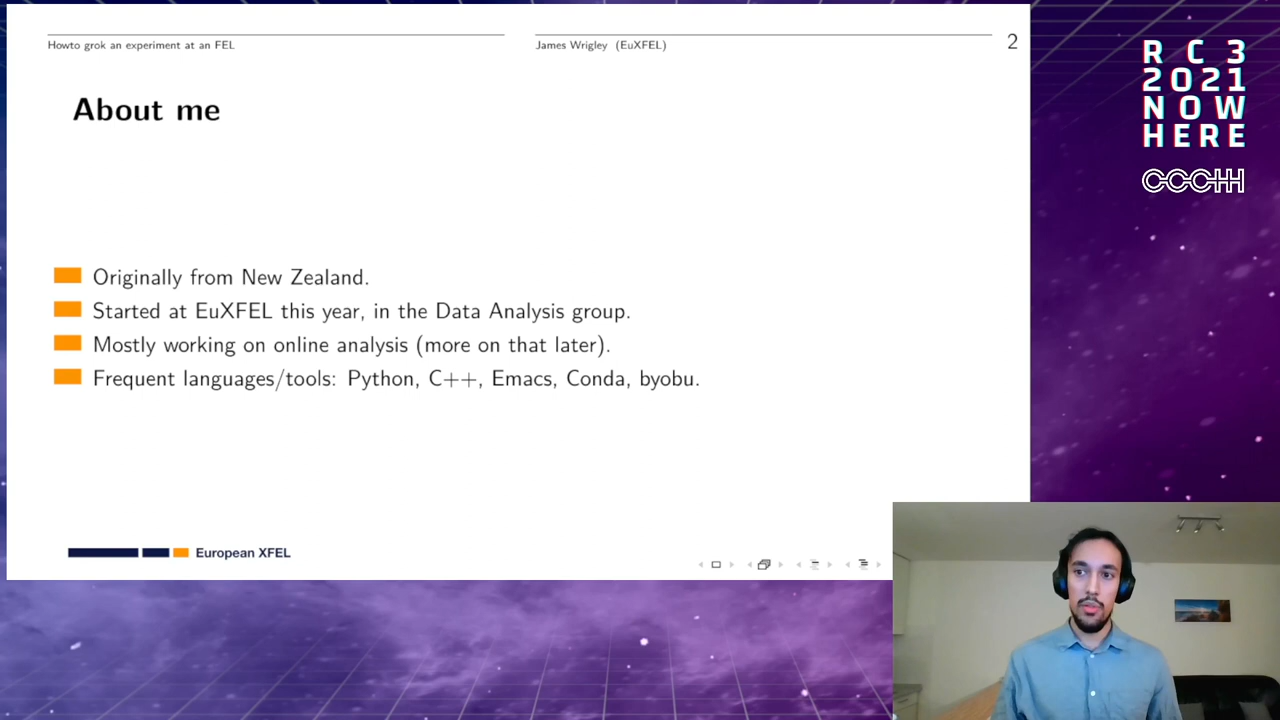 Howto grok an experiment at an FEL
James Wrigley (EuXFEL)
2
About me
Originally from New Zealand.
Started at EuXFEL this year, in the Data Analysis group.
Mostly working on online analysis (more on that later).
Frequent languages/tools: Python, C++, Emacs, Conda, byobu.
European XFEL
R C 3
2021
NOW
HERE
CCCHH